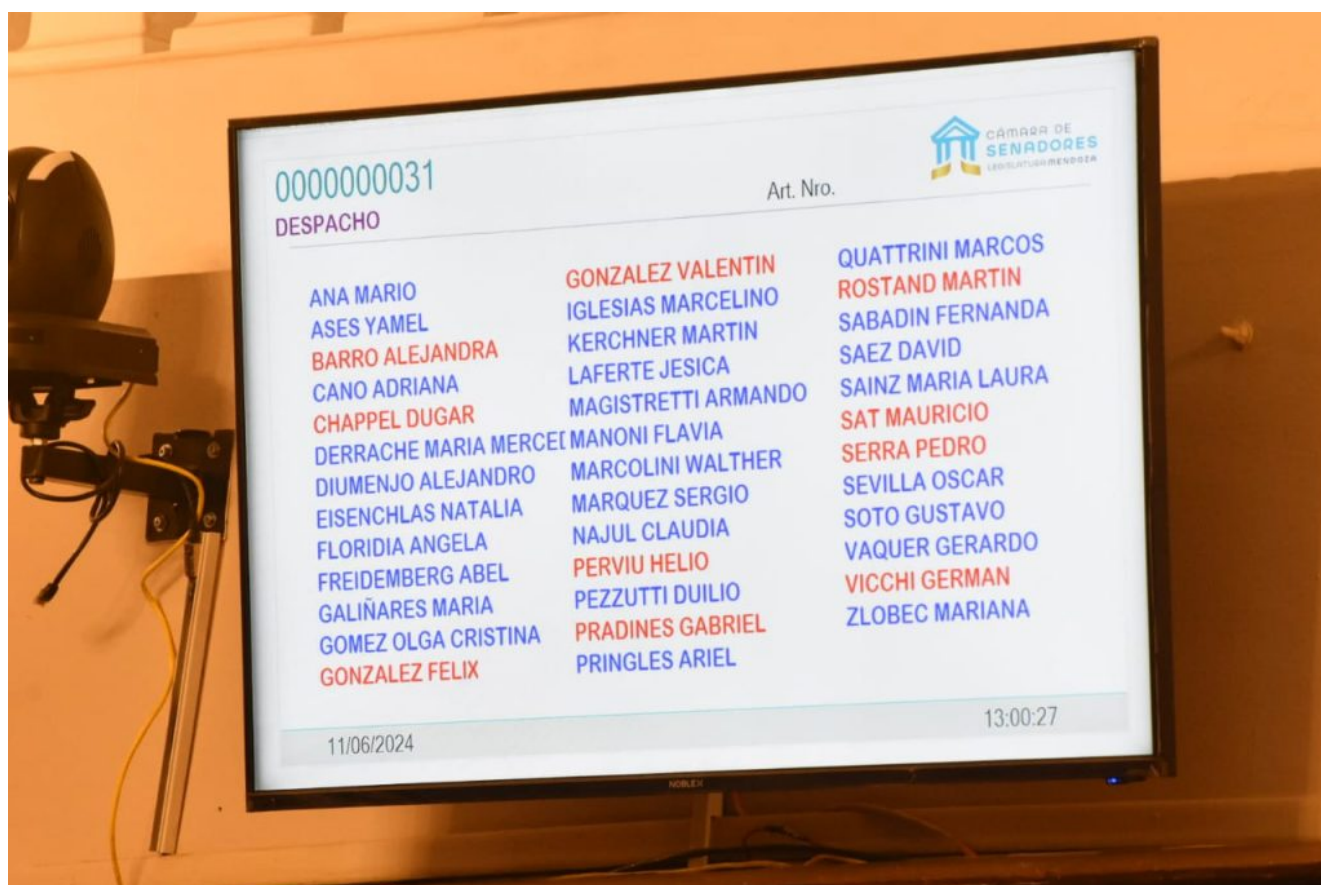 0000000031
DESPACHO
Art. Nro.
CÁMARA DE
SENADORES
LEGISLATURA MENDOZA
ANA MARIO
ASES YAMEL
BARRO ALEJANDRA
CANO ADRIANA
CHAPPEL DUGAR
DERRACHE MARIA MERCED
DIUMENJO ALEJANDRO
EISENCHLAS NATALIA
FLORIDIA ANGELA
FREIDEMBERG ABEL
GALIÑARES MARIA
GOMEZ OLGA CRISTINA
GONZALEZ FELIX
GONZALEZ VALENTIN
IGLESIAS MARCELINO
KERCHNER MARTIN
LAFERTE JESICA
MAGISTRETTI ARMANDO
MANONI FLAVIA
MARCOLINI WALTHER
MARQUEZ SERGIO
NAJUL CLAUDIA
PERVIU HELIO
PEZZUTTI DUILIO
PRADINES GABRIEL
PRINGLES ARIEL
QUATTRINI MARCOS
ROSTAND MARTIN
SABADIN FERNANDA
SAEZ DAVID
SAINZ MARIA LAURA
SAT MAURICIO
SERRA PEDRO
SEVILLA OSCAR
SOTO GUSTAVO
VAQUER GERARDO
VICCHI GERMAN
ZLOBEC MARIANA
11/06/2024
13:00:27
NOBLEX